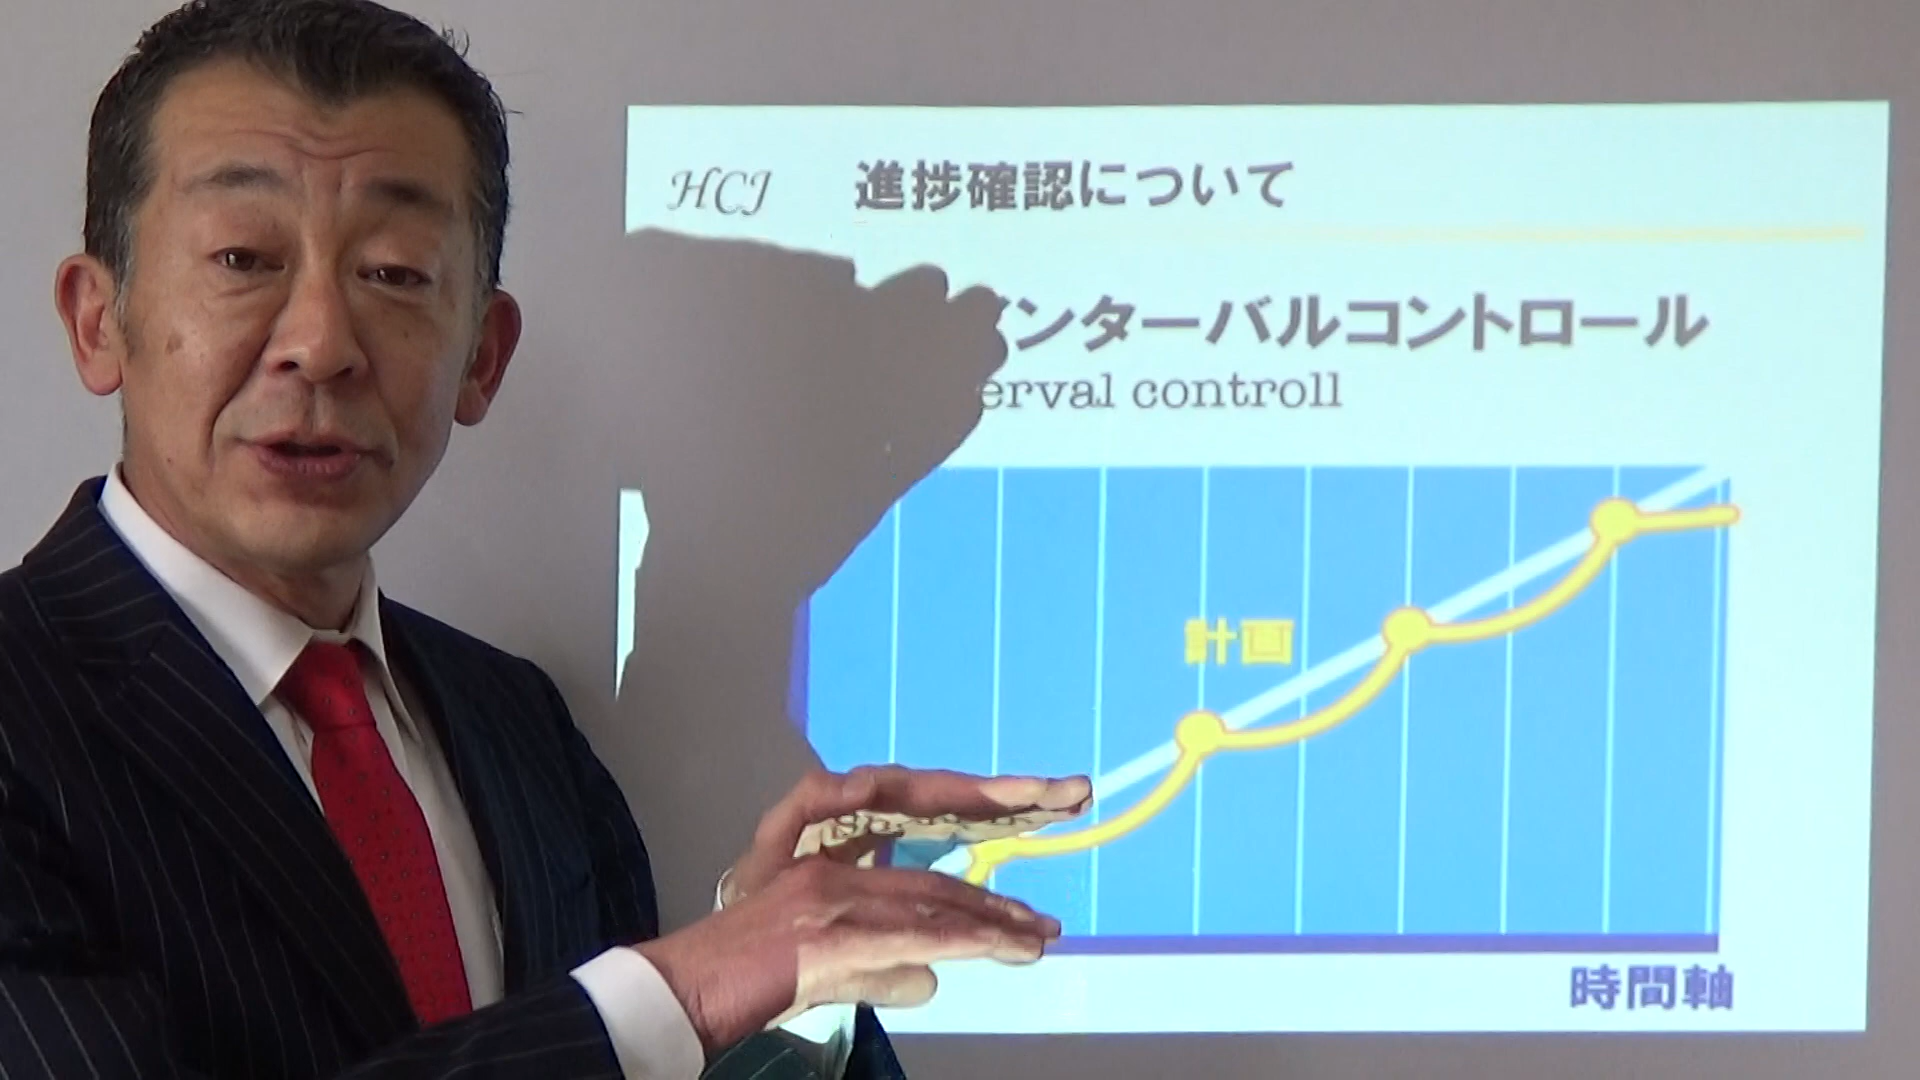 HCJ 進捗確認について
ンターバルコントロール
erval controll
計画
時間軸